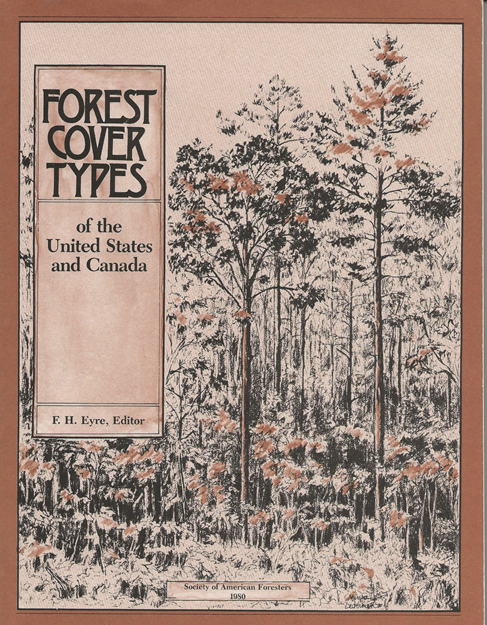 FOREST
COVER
TYPES
of the
United States
and Canada
F. H. Eyre, Editor
Society of American Foresters
1980